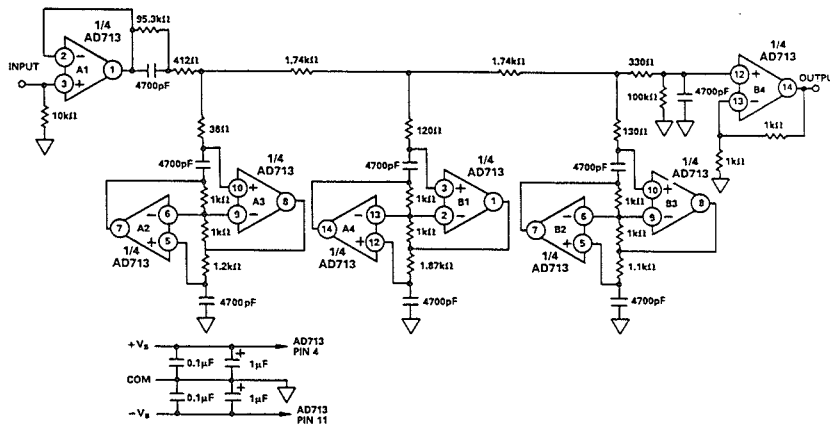 95.3kΩ
1/4
AD713
INPUT
2
−
A1
3
+
1
4700pF
412Ω
1.74kΩ
1.74kΩ
330Ω
1/4
AD713
12
+
B4
13
−
14
OUTPU
10kΩ
100kΩ
4700pF
1kΩ
1kΩ
36Ω
4700pF
1/4
AD713
10
+
A3
9
−
8
1kΩ
1kΩ
7
A2
−
6
+
5
1/4
AD713
1.2kΩ
4700pF
120Ω
4700pF
1/4
AD713
3
+
B1
2
−
1
1kΩ
1kΩ
14
A4
−
13
+
12
1/4
AD713
1.87kΩ
4700pF
130Ω
4700pF
1/4
AD713
10
+
B3
9
−
8
1kΩ
1kΩ
7
B2
−
6
+
5
1/4
AD713
1.1kΩ
4700pF
+Vs
AD713
PIN 4
0.1μF
+
1μF
COM
0.1μF
+
1μF
−Vs
AD713
PIN 11